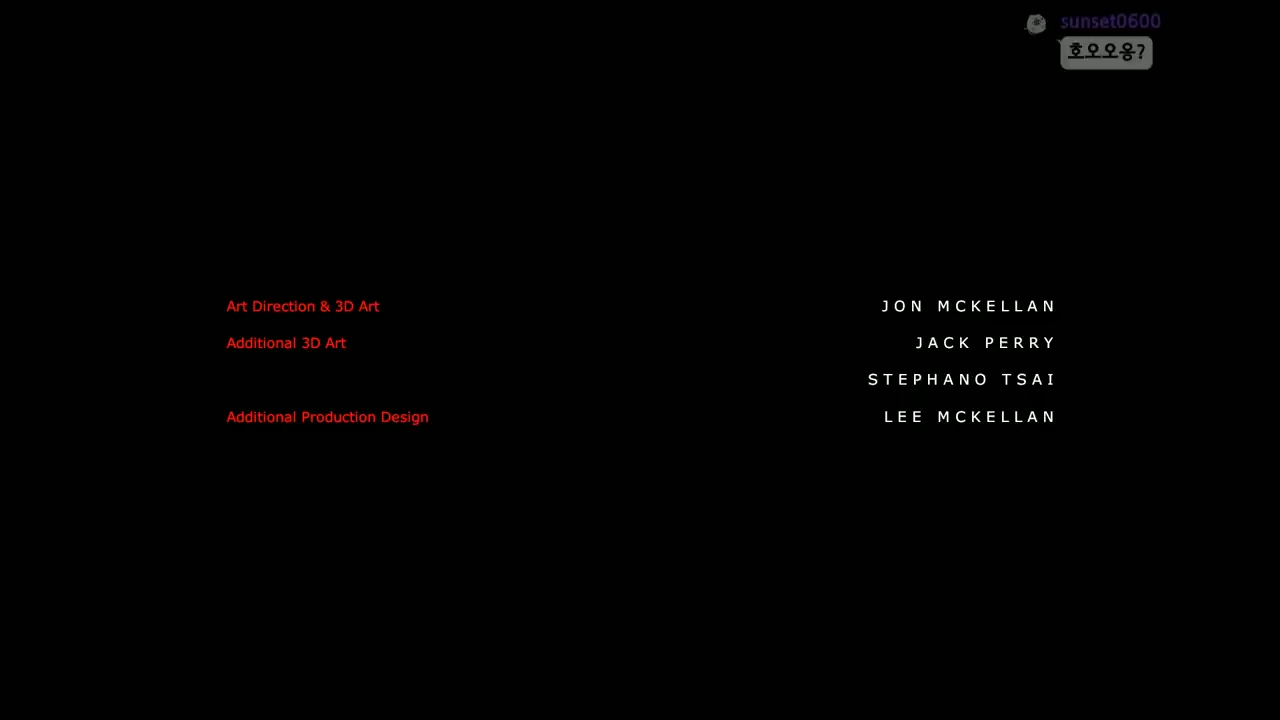 sunset0600
호오오옹?
Art Direction & 3D Art JON MCKELLAN
Additional 3D Art JACK PERRY
STEPHANO TSAI
Additional Production Design LEE MCKELLAN